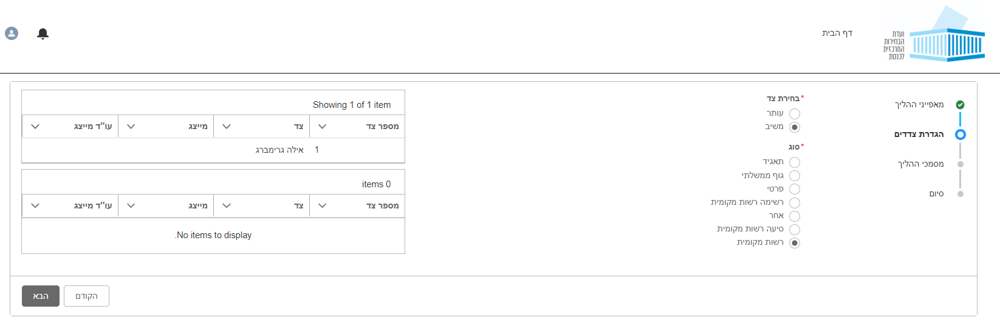 ועדת
הבחירות
המרכזית
לכנסת
דף הבית
מאפייני ההליך
הגדרת צדדים
מסמכי ההליך
סיום
*בחירת צד
עותר
משיב
*סוג
תאגיד
גוף ממשלתי
פרטי
רשימה רשות מקומית
אחר
סיעה רשות מקומית
רשות מקומית
Showing 1 of 1 item
מספר צד צד מייצג עו"ד מייצג
1 אילה גרימברג
0 items
מספר צד צד מייצג עו"ד מייצג
.No items to display
הקודם
הבא